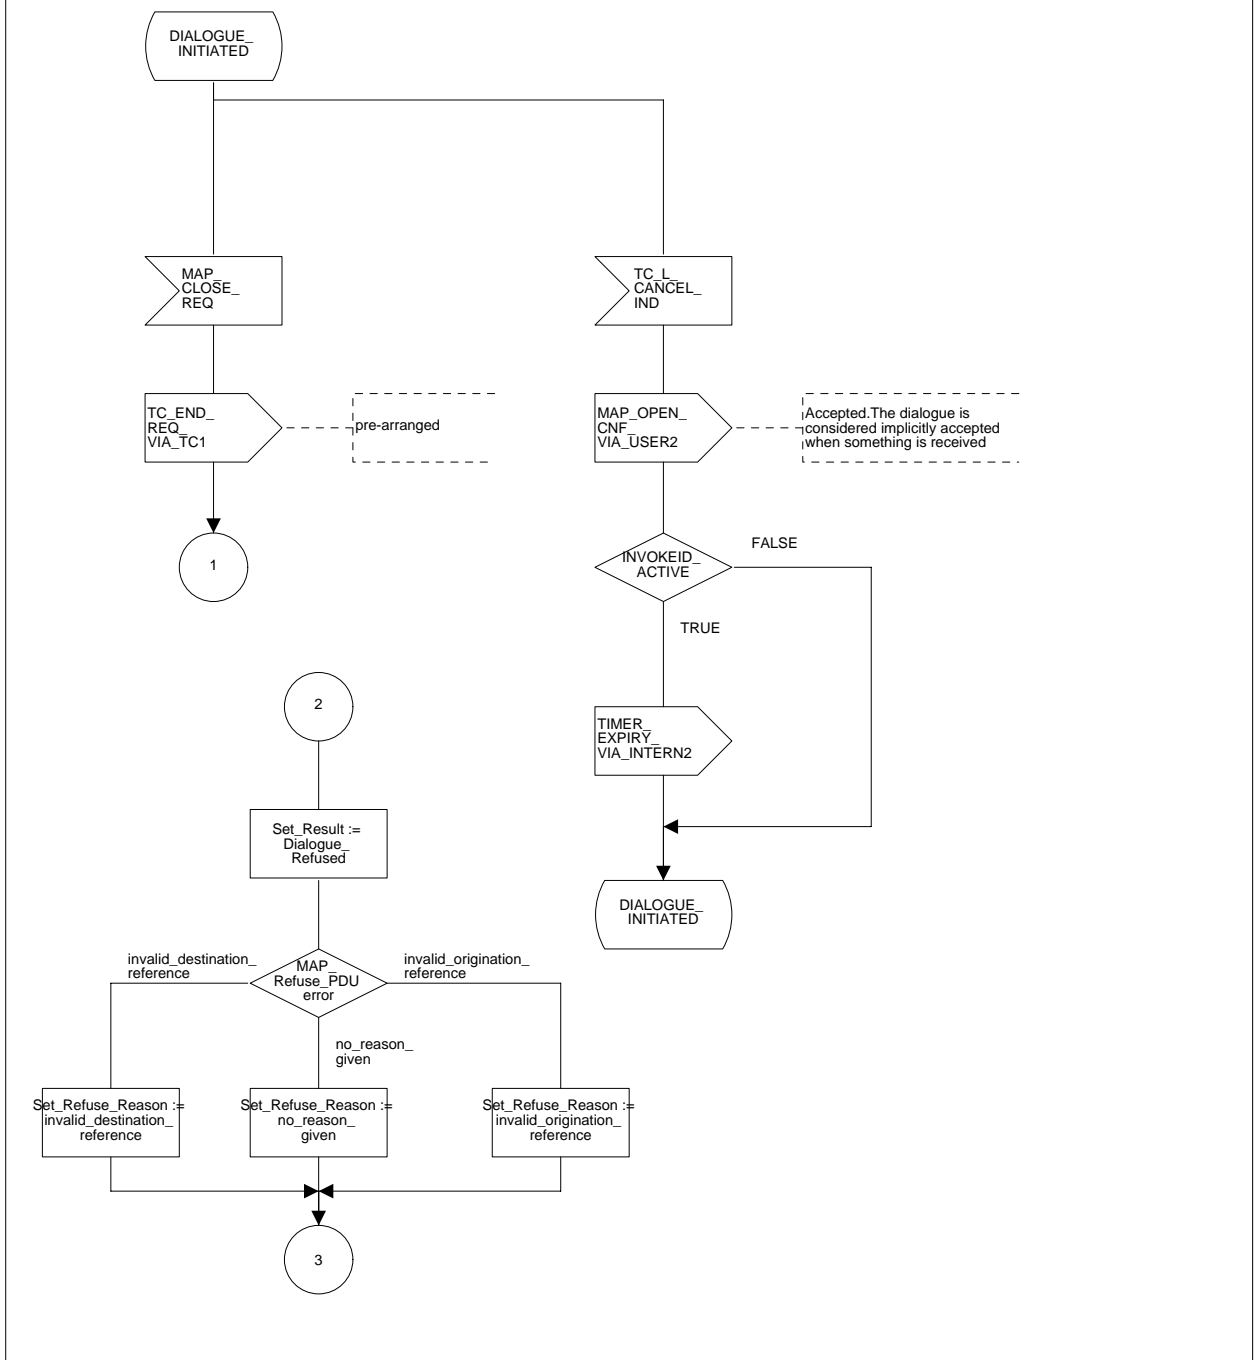 DIALOGUE_
INITIATED
MAP_
CLOSE_
REQ
TC_L_
CANCEL_
IND
TC_END_
REQ_
VIA_TC1
pre-arranged
MAP_OPEN_
CNF_
VIA_USER2
Accepted.The dialogue is
considered implicitly accepted
when something is received
1
INVOKEID_
ACTIVE
FALSE
TRUE
2
TIMER_
EXPIRY_
VIA_INTERN2
Set_Result :=
Dialogue_
Refused
DIALOGUE_
INITIATED
invalid_destination_
reference
MAP_
Refuse_PDU
error
invalid_origination_
reference
no_reason_
given
Set_Refuse_Reason :=
invalid_destination_
reference
Set_Refuse_Reason :=
no_reason_
given
Set_Refuse_Reason :=
invalid_origination_
reference
3